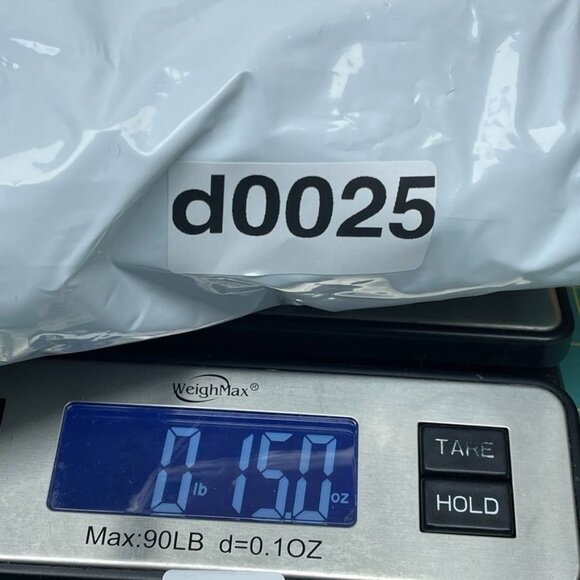 d0025
WeighMax®
0 lb 15.0 oz
TARE
HOLD
Max:90LB d=0.1OZ